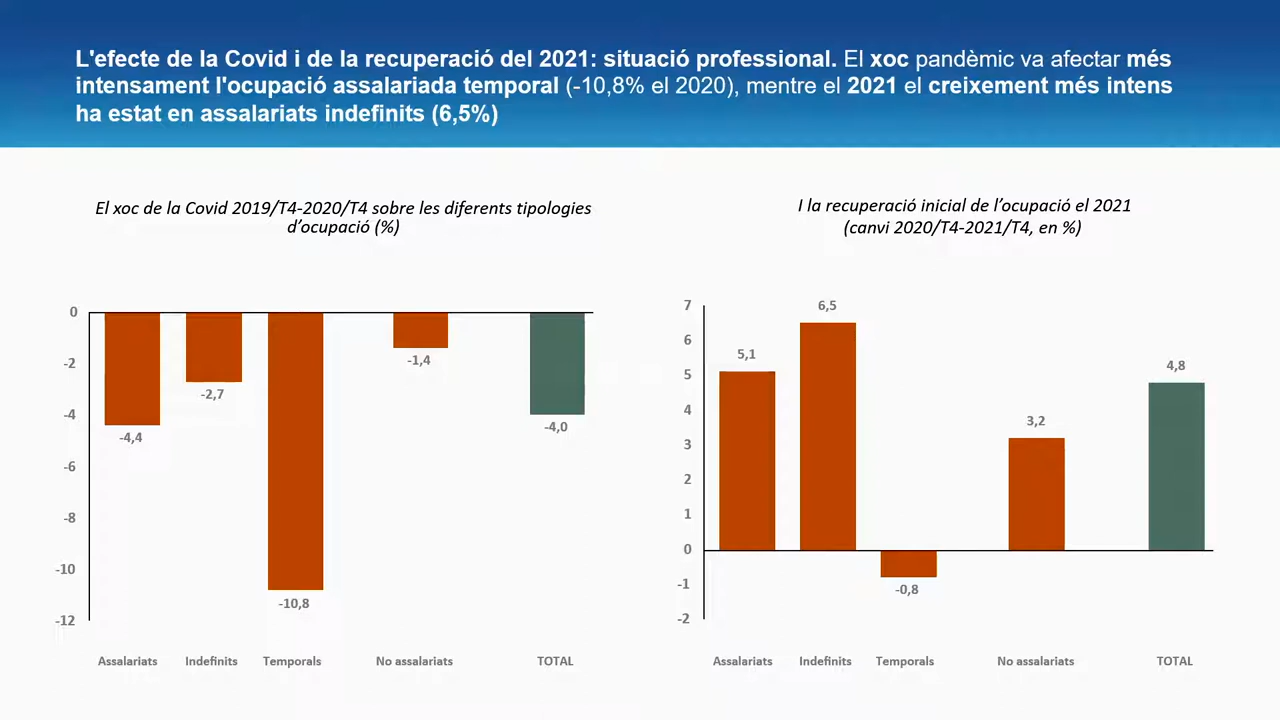 L'efecte de la Covid i de la recuperació del 2021: situació professional. El xoc pandèmic va afectar més
intensament l'ocupació assalariada temporal (-10,8% el 2020), mentre el 2021 el creixement més intens
ha estat en assalariats indefinits (6,5%)
El xoc de la Covid 2019/T4-2020/T4 sobre les diferents tipologies
d’ocupació (%)
0
-2
-4
-6
-8
-10
-12
-4,4
-2,7
-10,8
-1,4
-4,0
Assalariats
Indefinits
Temporals
No assalariats
TOTAL
I la recuperació inicial de l’ocupació el 2021
(canvi 2020/T4-2021/T4, en %)
7
6
5
4
3
2
1
0
-1
-2
5,1
6,5
-0,8
3,2
4,8
Assalariats
Indefinits
Temporals
No assalariats
TOTAL